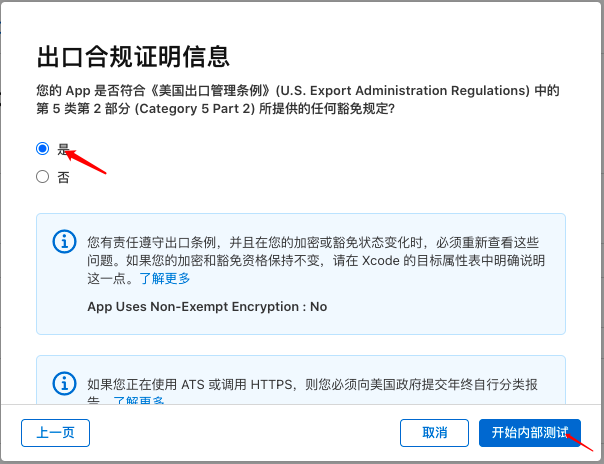 出口合规证明信息
您的 App 是否符合《美国出口管理条例》(U.S. Export Administration Regulations) 中的
第 5 类第 2 部分 (Category 5 Part 2) 所提供的任何豁免规定?
是
否
您有责任遵守出口条例，并且在您的加密或豁免状态变化时，必须重新查看这些
问题。如果您的加密和豁免资格保持不变，请在 Xcode 的目标属性表中明确说明
这一点。了解更多
App Uses Non-Exempt Encryption : No
如果您正在使用 ATS 或调用 HTTPS，则您必须向美国政府提交年终自行分类报
告。了解更多
上一页
取消
开始内部测试